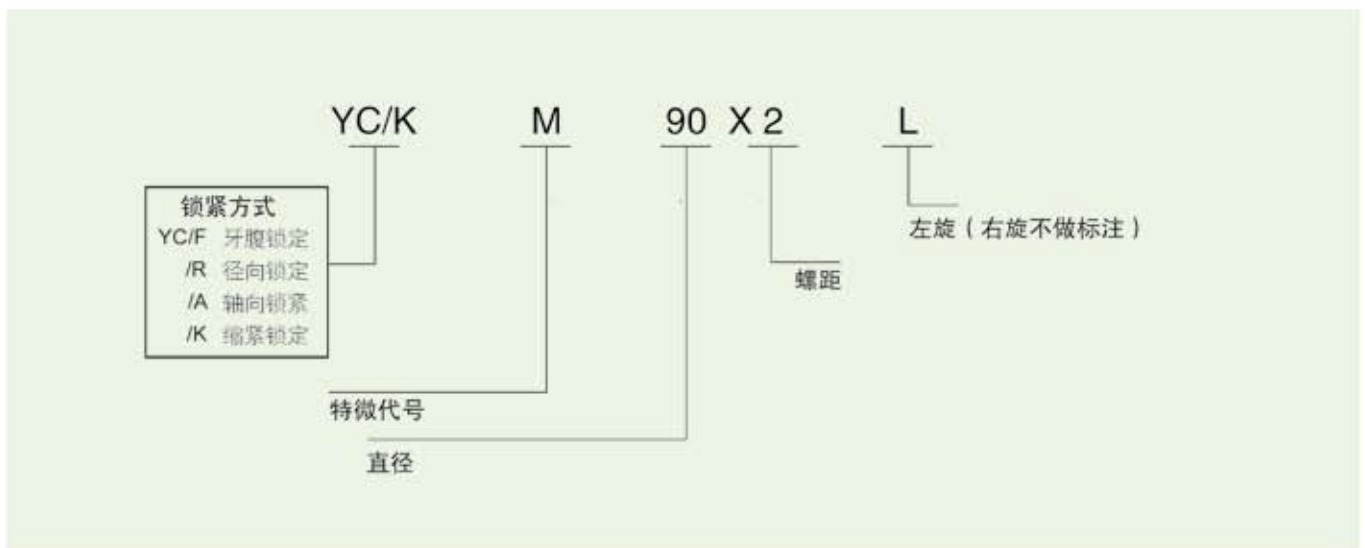 YC/K M 90 X 2 L
锁紧方式
YC/F 牙腹锁定
/R 径向锁定
/A 轴向锁紧
/K 缩紧锁定
左旋（右旋不做标注）
螺距
特微代号
直径